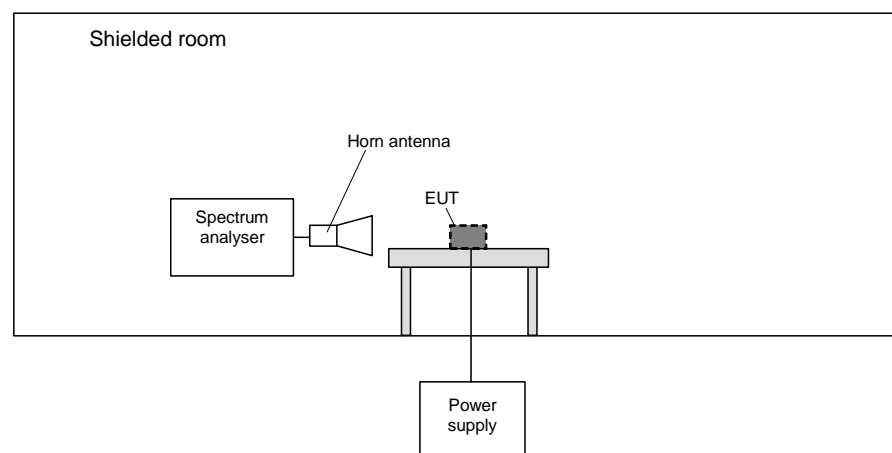 Shielded room
Horn antenna
EUT
Spectrum
analyser
Power
supply